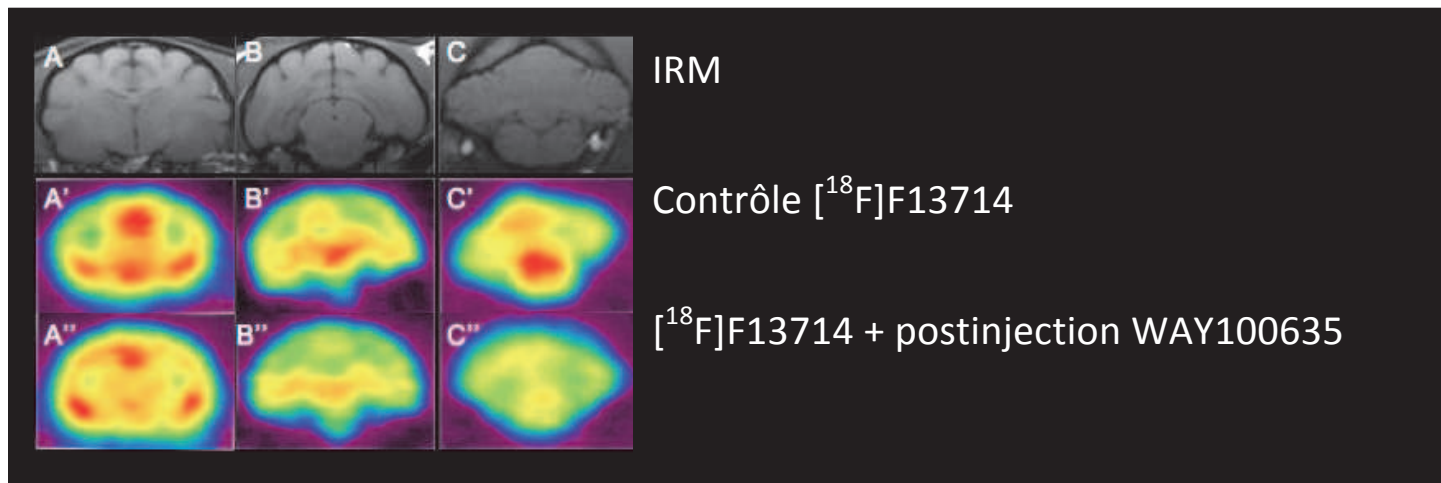 A B C IRM
A' B' C' Contrôle [¹⁸F]F13714
A'' B'' C'' [¹⁸F]F13714 + postinjection WAY100635